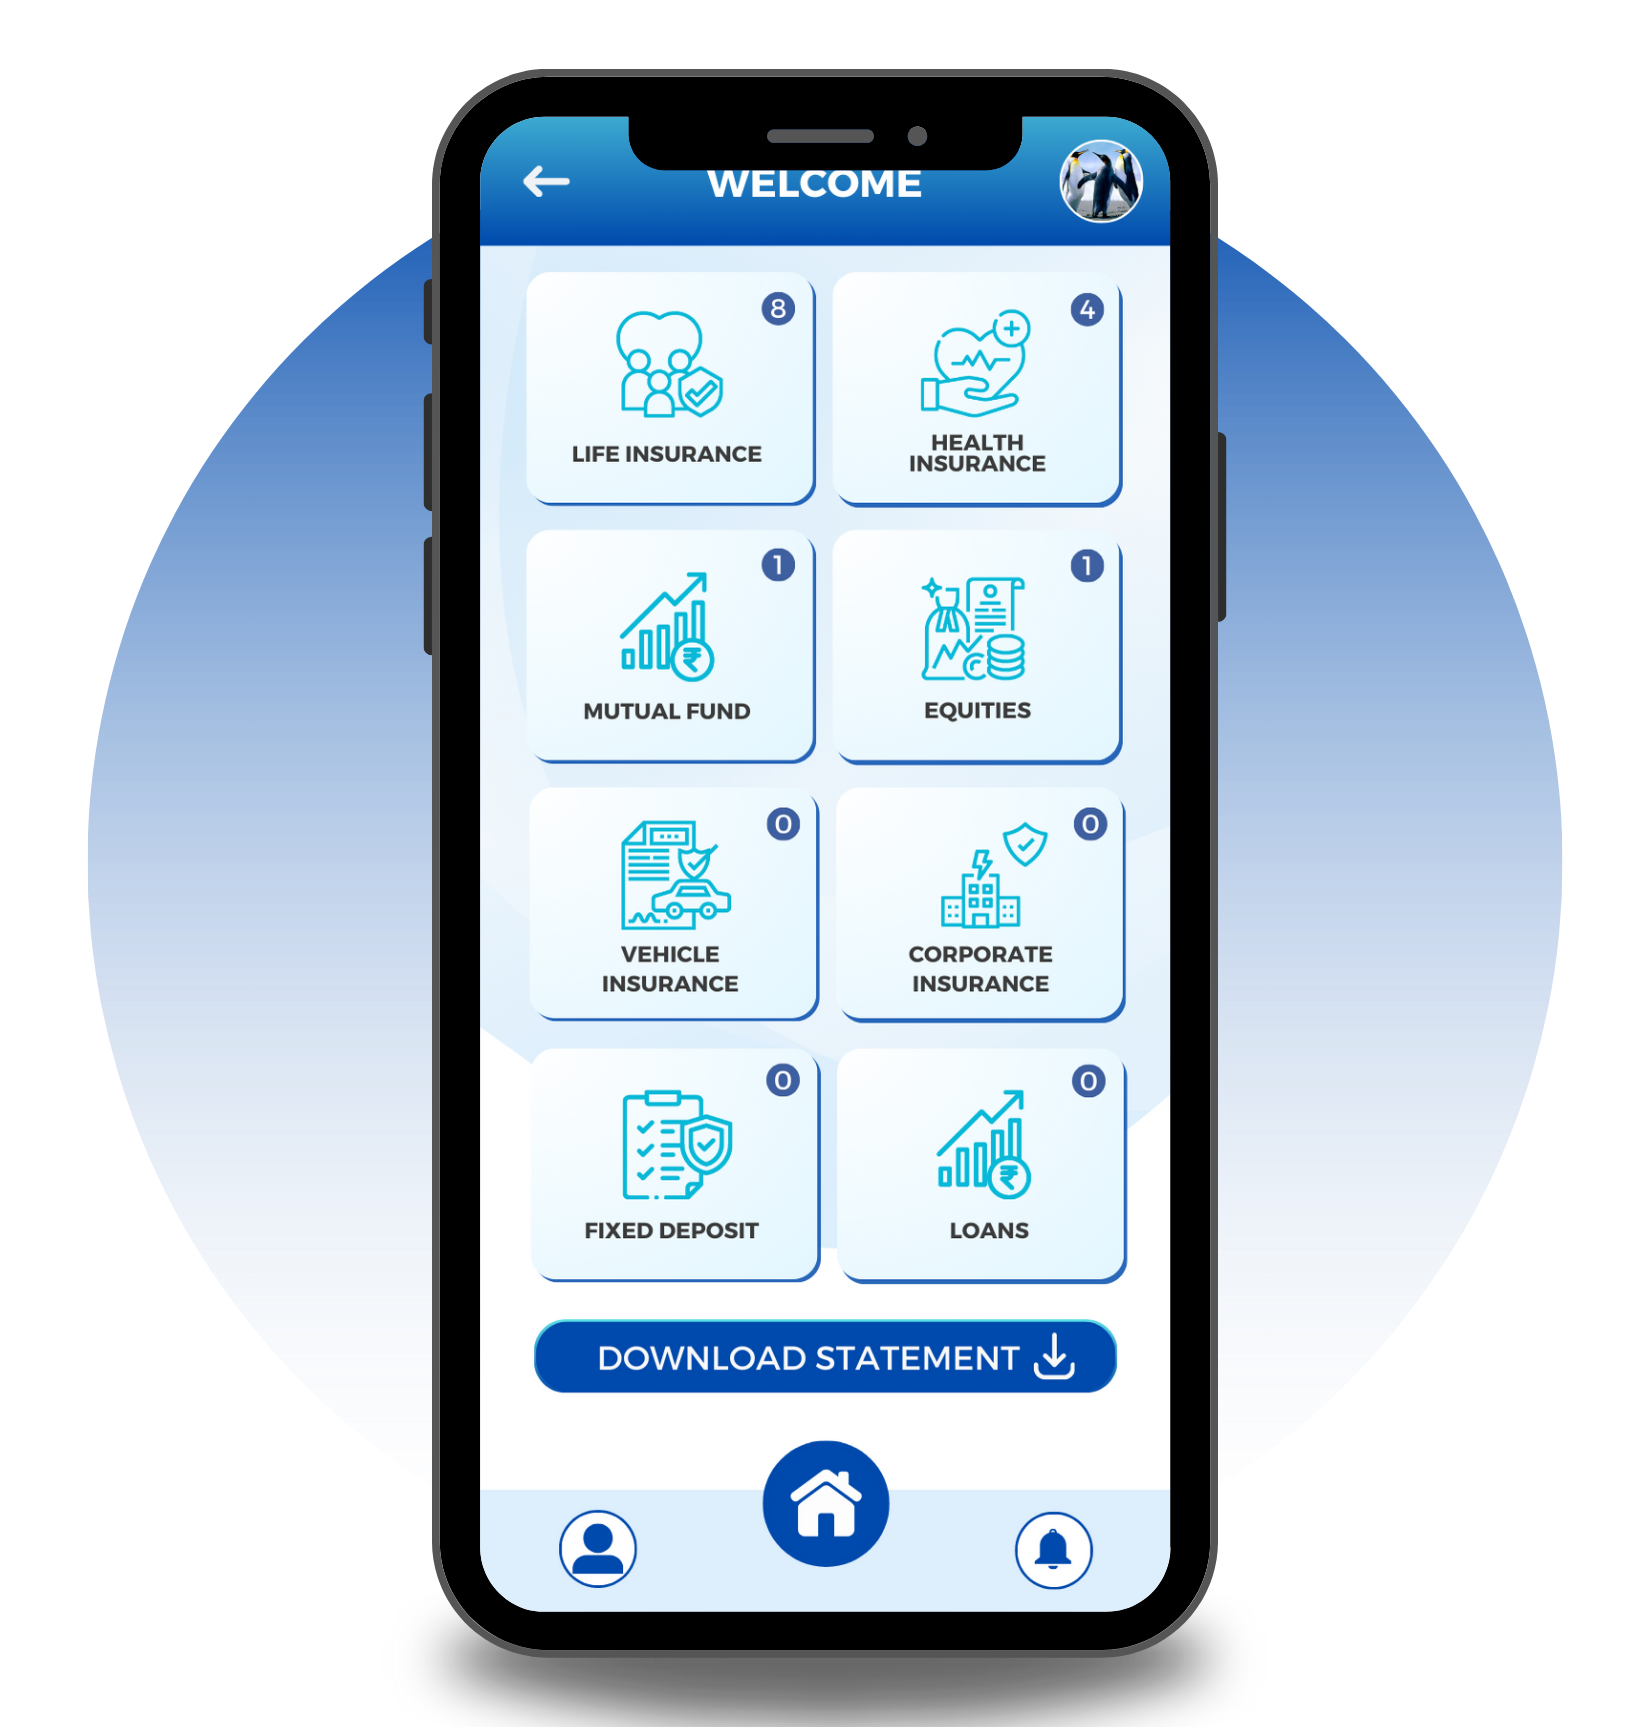 WELCOME
8
4
LIFE INSURANCE
HEALTH
INSURANCE
1
1
₹
MUTUAL FUND
EQUITIES
0
0
VEHICLE
INSURANCE
CORPORATE
INSURANCE
0
0
₹
FIXED DEPOSIT
LOANS
DOWNLOAD STATEMENT